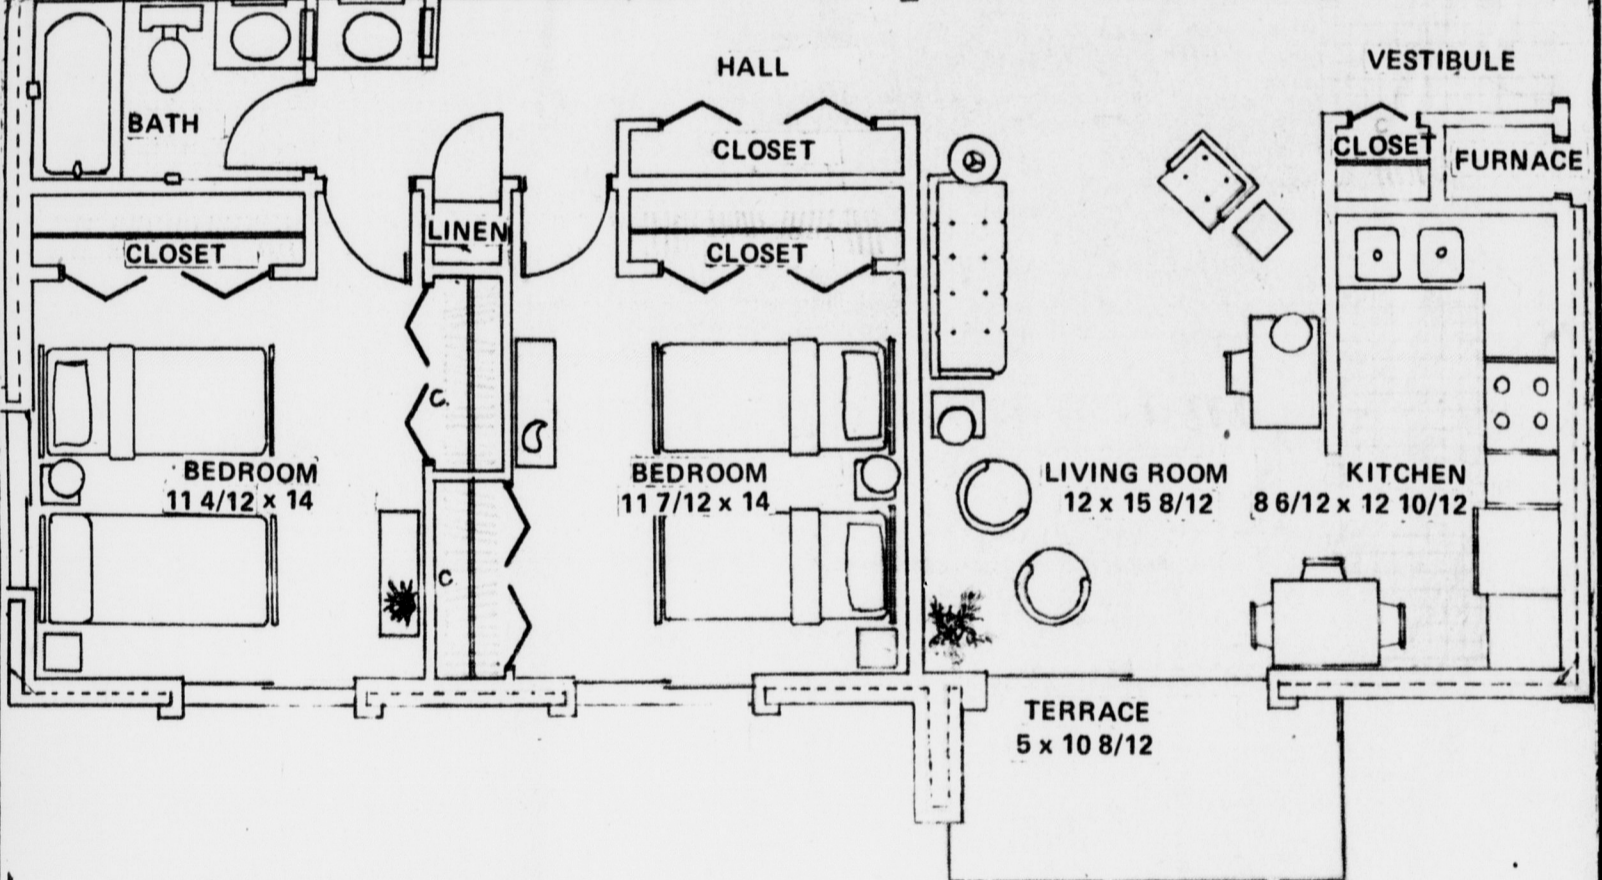 HALL
VESTIBULE
BATH
CLOSET
C
CLOSET
FURNACE
LINEN
CLOSET
CLOSET
C.
BEDROOM
11 4/12 x 14
BEDROOM
11 7/12 x 14
LIVING ROOM
12 x 15 8/12
KITCHEN
8 6/12 x 12 10/12
C
TERRACE
5 x 10 8/12